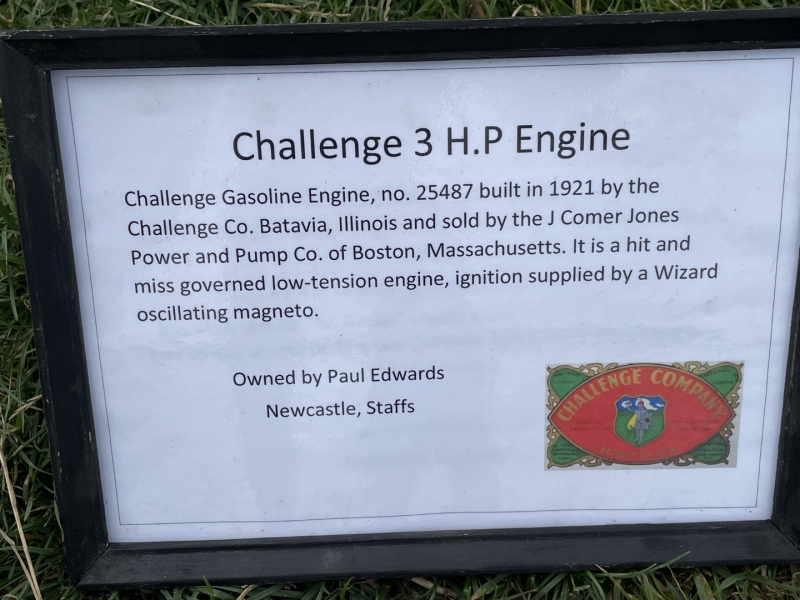 Challenge 3 H.P Engine
Challenge Gasoline Engine, no. 25487 built in 1921 by the
Challenge Co. Batavia, Illinois and sold by the J Comer Jones
Power and Pump Co. of Boston, Massachusetts. It is a hit and
miss governed low-tension engine, ignition supplied by a Wizard
oscillating magneto.
Owned by Paul Edwards
Newcastle, Staffs
CHALLENGE COMPANY